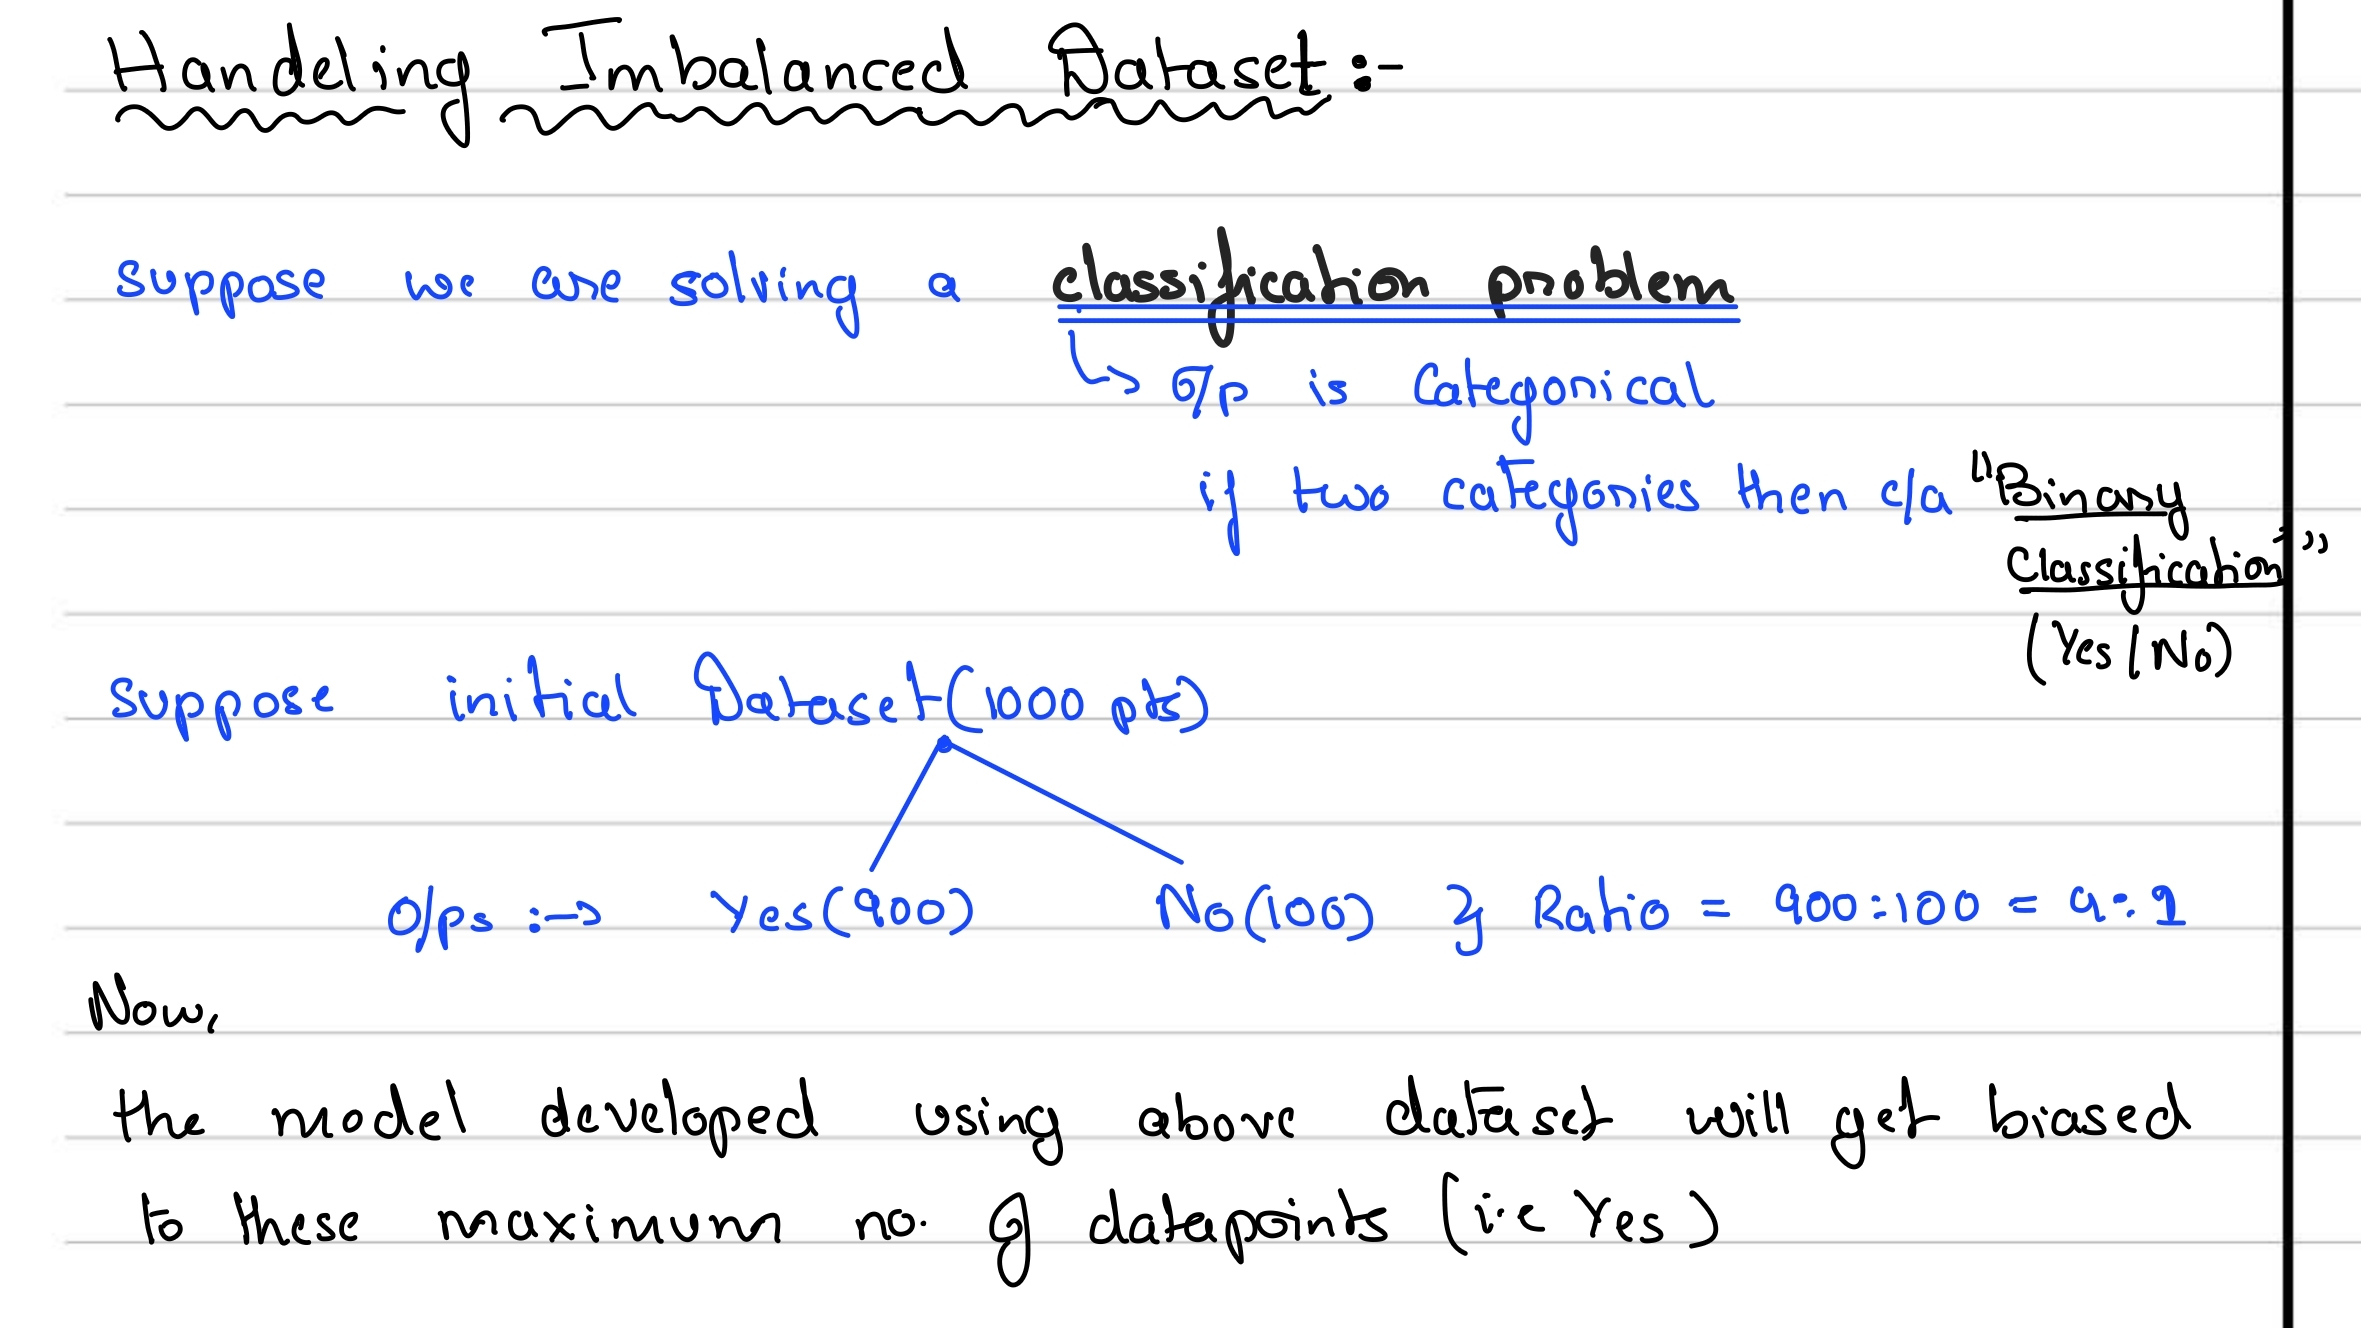 Handeling Imbalanced Dataset:-
suppose we are solving a classification problem
↳ O/p is Categorical
if two categories then c/a "Binary
Classification"
(Yes/No)
suppose initial Dataset (1000 pts)
O/ps :→ Yes(900) No(100) } Ratio = 900:100 = 9:1
Now,
the model developed using above dataset will get biased
to these maximum no. of datapoints (i.e Yes)